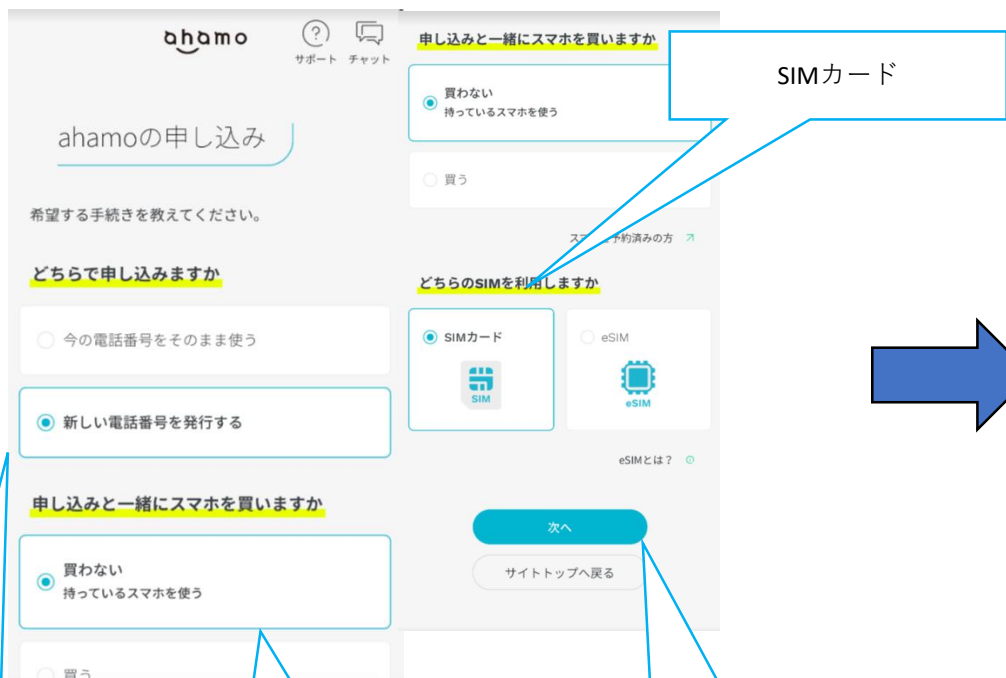 ahamo
サポート チャット
ahamoの申し込み
希望する手続きを教えてください。
どちらで申し込みますか
今の電話番号をそのまま使う
新しい電話番号を発行する
申し込みと一緒にスマホを買いますか
買わない
持っているスマホを使う
買う
申し込みと一緒にスマホを買いますか
買わない
持っているスマホを使う
買う
予約済みの方
どちらのSIMを利用しますか
SIMカード
SIM
eSIM
eSIM
eSIMとは？
次へ
サイトトップへ戻る
SIMカード